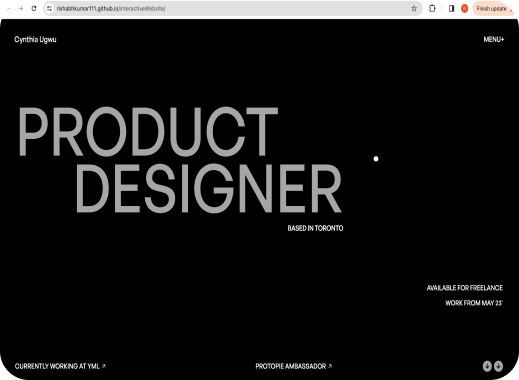 rishabhkumar111.github.io/interactiveWebsite/
Finish update
Cynthia Ugwu
MENU+
PRODUCT
DESIGNER
BASED IN TORONTO
AVAILABLE FOR FREELANCE
WORK FROM MAY 23'
CURRENTLY WORKING AT YML ↗
PROTOPIE AMBASSADOR ↗